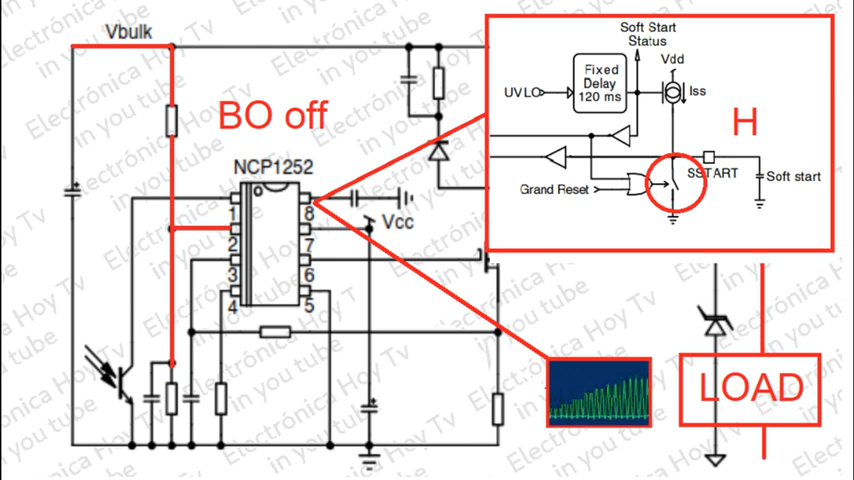 Vbulk
BO off
NCP1252
1
2
3
4
8
7
6
5
Vcc
Soft Start
Status
Fixed
Delay
120 ms
UVLO
Vdd
Iss
H
SSTART
Soft start
Grand Reset
LOAD
Electrónica Hoy Tv
in you tube